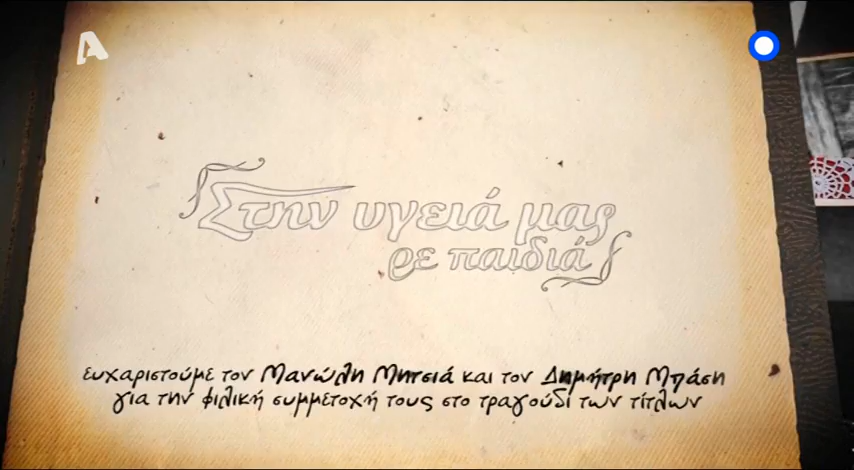 Στην υγειά μας
ρε παιδιά
ευχαριστούμε τον Μανώλη Μητσιά και τον Δημήτρη Μπάση
για την φιλική συμμετοχή τους στο τραγούδι των τίτλων